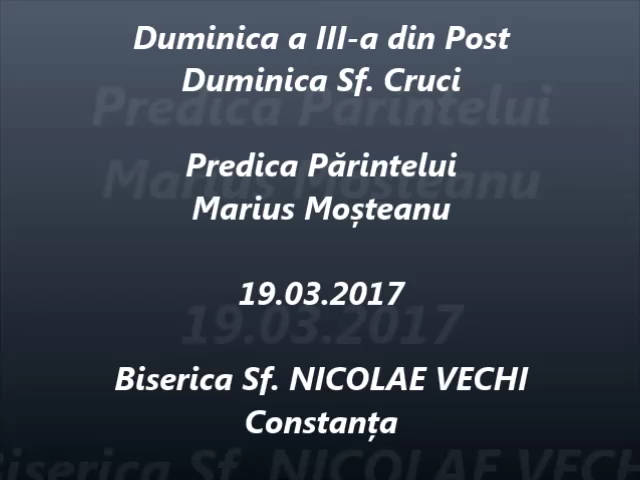 Duminica a III-a din Post
Duminica Sf. Cruci
Predica Părintelui
Marius Moșteanu
19.03.2017
Biserica Sf. NICOLAE VECHI
Constanța